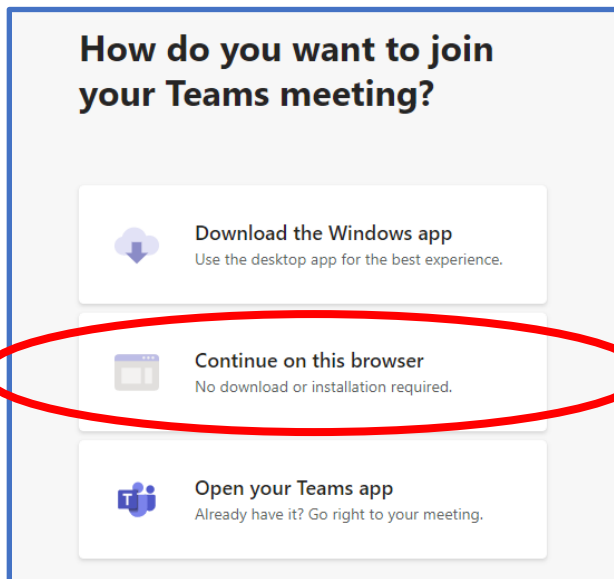 How do you want to join
your Teams meeting?
Download the Windows app
Use the desktop app for the best experience.
Continue on this browser
No download or installation required.
Open your Teams app
Already have it? Go right to your meeting.